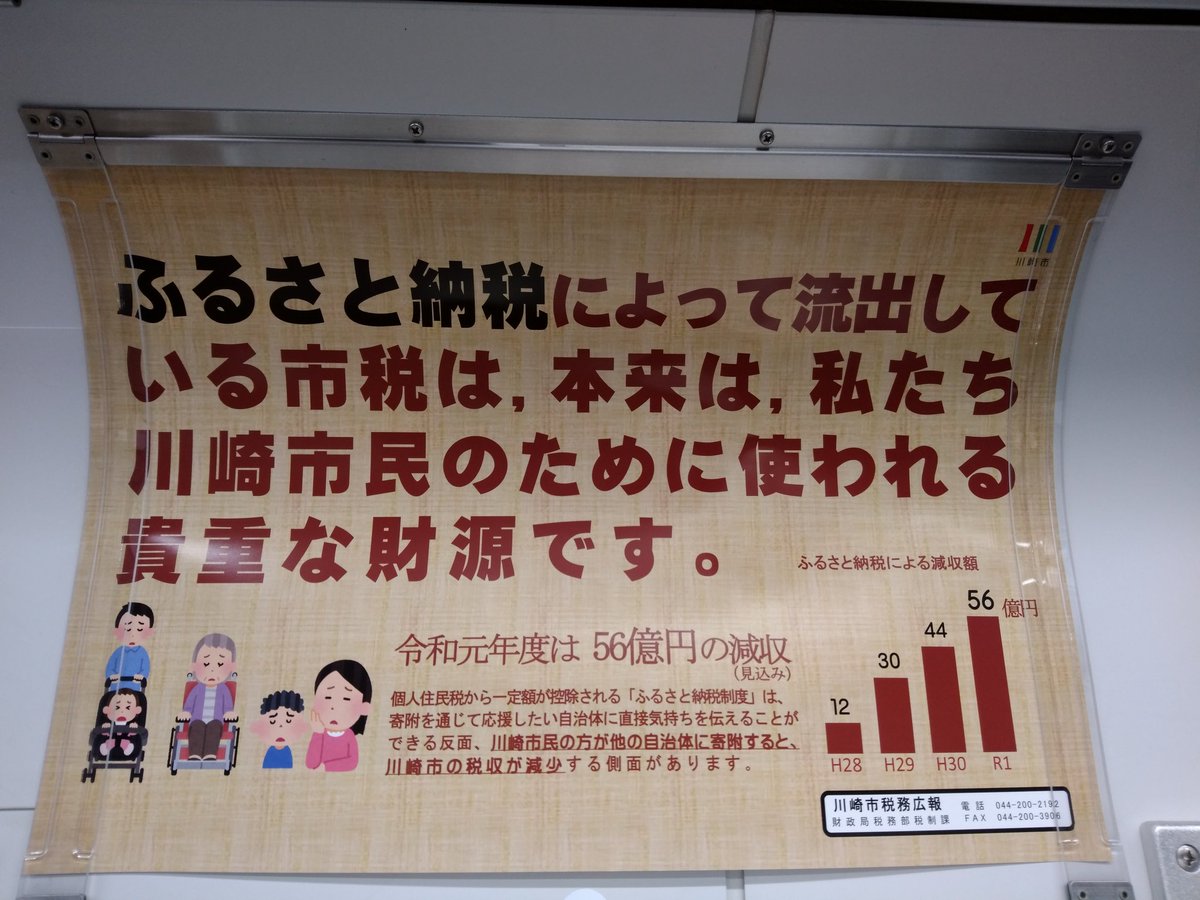 川崎市
ふるさと納税によって流出して
いる市税は,本来は,私たち
川崎市民のために使われる
貴重な財源です。
ふるさと納税による減収額
56 億円
44
30
12
H28 H29 H30 R1
令和元年度は 56億円の減収
(見込み)
個人住民税から一定額が控除される「ふるさと納税制度」は、
寄附を通じて応援したい自治体に直接気持ちを伝えることが
できる反面、川崎市民の方が他の自治体に寄附すると、
川崎市の税収が減少する側面があります。
川崎市税務広報 電話 044-200-2192
財政局税務部税制課 FAX 044-200-3906